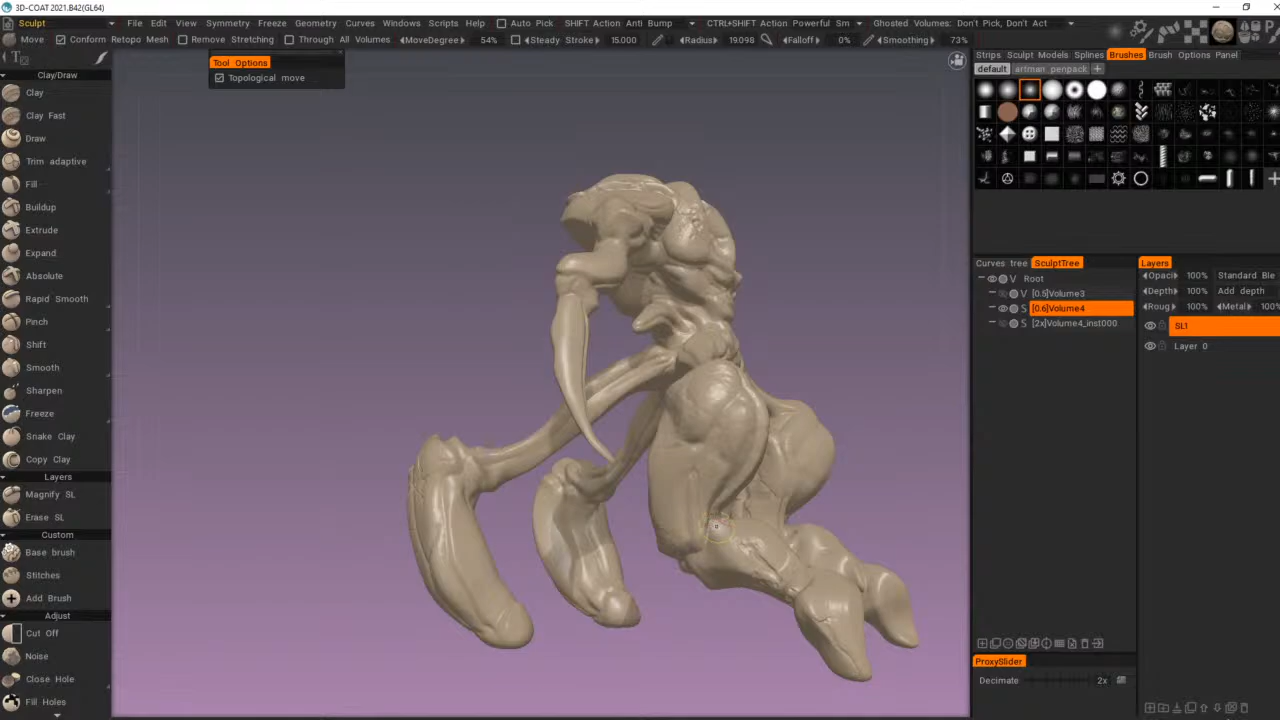 3D-COAT 2021.B42(GL64)
Sculpt File Edit View Symmetry Freeze Geometry Curves Windows Scripts Help Auto Pick SHIFT Action Anti Bump CTRL+SHIFT Action Powerful Sm Ghosted Volumes: Don't Pick, Don't Act
Move Conform Retopo Mesh Remove Stretching Through All Volumes MoveDegree 54% Steady Stroke 15.000 Radius 19.098 Falloff 0% Smoothing 73%
Strips Sculpt Models Splines Brushes Brush Options Panel
Tool Options
default artman penpack +
Topological move
Clay/Draw
Clay
Clay Fast
Draw
Trim adaptive
Fill
Buildup
Extrude
Expand
Absolute
Rapid Smooth
Pinch
Shift
Smooth
Sharpen
Freeze
Snake Clay
Copy Clay
Layers
Magnify SL
Erase SL
Custom
Base brush
Stitches
Add Brush
Adjust
Cut Off
Noise
Close Hole
Fill Holes
Curves tree SculptTree
V Root
V [0.5]Volume3
S [0.6]Volume4
S [2x]Volume4_inst000
Layers
Opaci 100% Standard Ble
Depth 100% Add depth
Roug 100% Metal 100%
SL1
Layer 0
ProxySlider
Decimate 2x